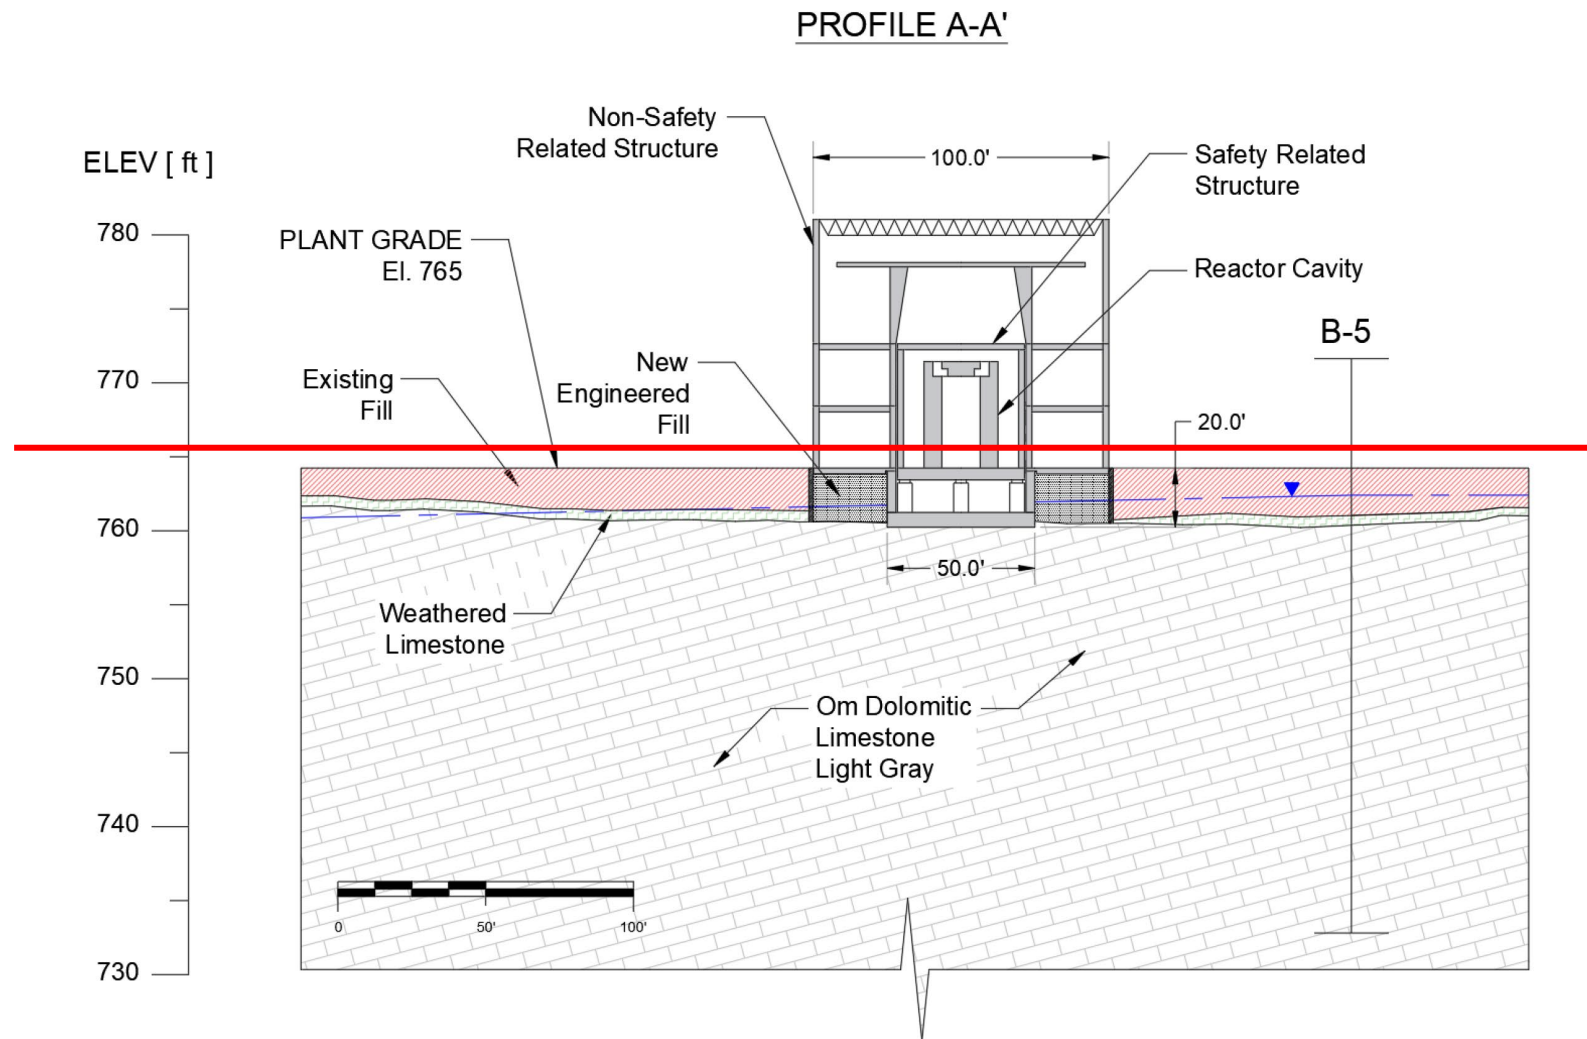 PROFILE A-A'
Non-Safety
Related Structure
100.0'
Safety Related
Structure
ELEV [ ft ]
780
PLANT GRADE
El. 765
Reactor Cavity
B-5
New
Engineered
Fill
770
Existing
Fill
20.0'
760
50.0'
Weathered
Limestone
750
Om Dolomitic
Limestone
Light Gray
740
0
50'
100'
730